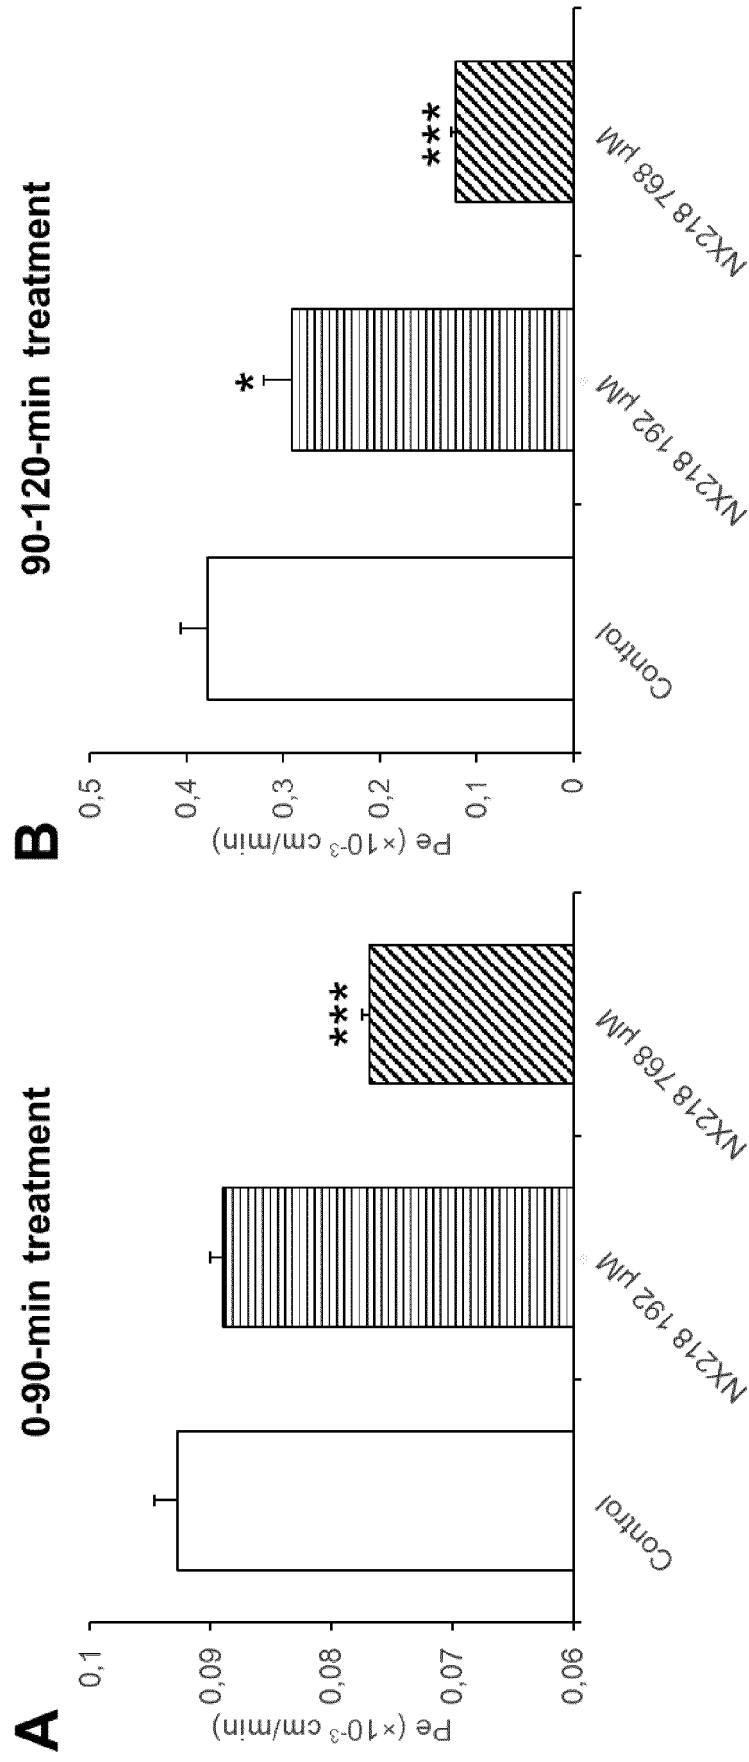 A
0-90-min treatment
Pe (×10⁻³ cm/min)
0,1
0,09
0,08
0,07
0,06
***
Control
NX218 192 µM
NX218 768 µM
B
90-120-min treatment
Pe (×10⁻³ cm/min)
0,5
0,4
0,3
0,2
0,1
0
*
***
Control
NX218 192 µM
NX218 768 µM